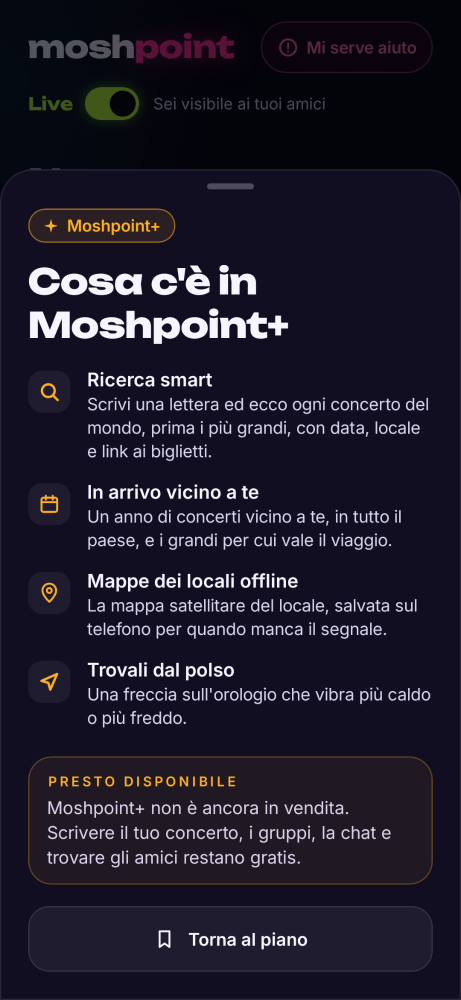 moshpoint
Mi serve aiuto
Live
Sei visibile ai tuoi amici
Moshpoint+
Cosa c'è in
Moshpoint+
Ricerca smart
Scrivi una lettera ed ecco ogni concerto del
mondo, prima i più grandi, con data, locale
e link ai biglietti.
In arrivo vicino a te
Un anno di concerti vicino a te, in tutto il
paese, e i grandi per cui vale il viaggio.
Mappe dei locali offline
La mappa satellitare del locale, salvata sul
telefono per quando manca il segnale.
Trovali dal polso
Una freccia sull'orologio che vibra più caldo
o più freddo.
PRESTO DISPONIBILE
Moshpoint+ non è ancora in vendita.
Scrivere il tuo concerto, i gruppi, la chat e
trovare gli amici restano gratis.
Torna al piano